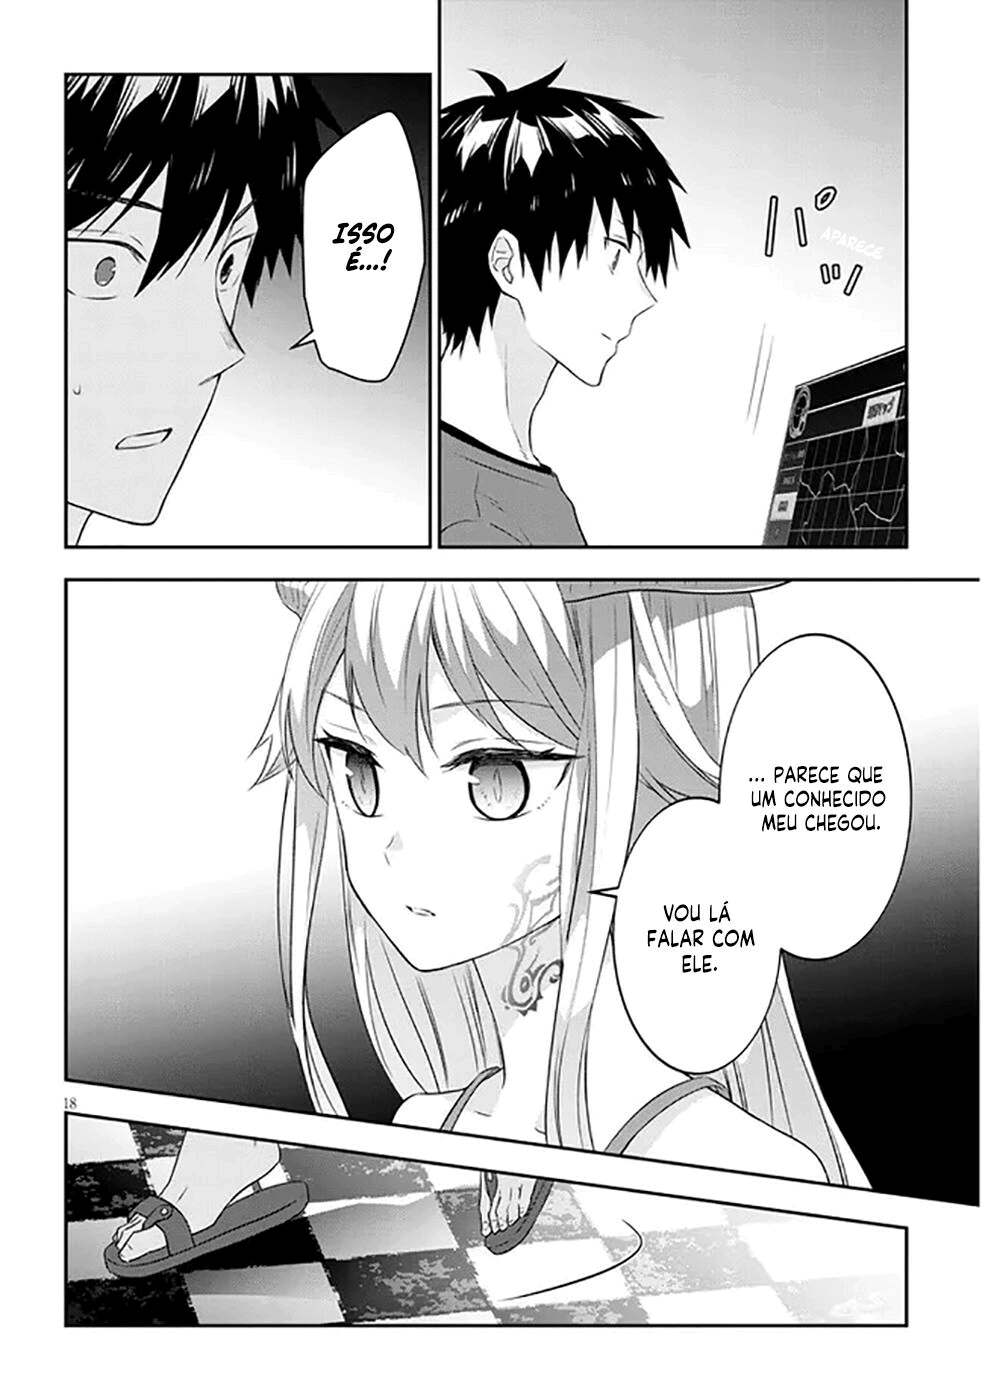 APARECE
ISSO
É...!
... PARECE QUE
UM CONHECIDO
MEU CHEGOU.
VOU LÁ
FALAR COM
ELE.
18